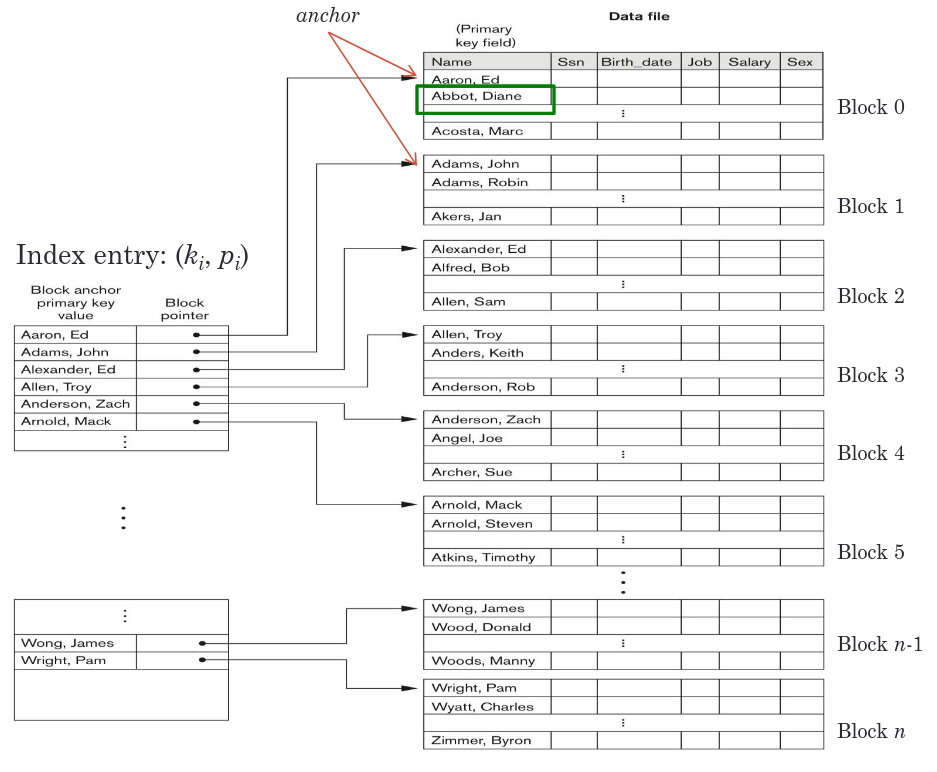 anchor
Data file
(Primary
key field)
Name Ssn Birth_date Job Salary Sex
Aaron, Ed
Abbot, Diane
⋮
Acosta, Marc
Block 0
Adams, John
Adams, Robin
⋮
Akers, Jan
Block 1
Alexander, Ed
Alfred, Bob
⋮
Allen, Sam
Block 2
Allen, Troy
Anders, Keith
⋮
Anderson, Rob
Block 3
Anderson, Zach
Angel, Joe
⋮
Archer, Sue
Block 4
Arnold, Mack
Arnold, Steven
⋮
Atkins, Timothy
Block 5
⋮
Wong, James
Wood, Donald
⋮
Woods, Manny
Block n-1
Wright, Pam
Wyatt, Charles
⋮
Zimmer, Byron
Block n
Index entry: (kᵢ, pᵢ)
Block anchor
primary key
value
Block
pointer
Aaron, Ed
Adams, John
Alexander, Ed
Allen, Troy
Anderson, Zach
Arnold, Mack
⋮
⋮
⋮
Wong, James
Wright, Pam